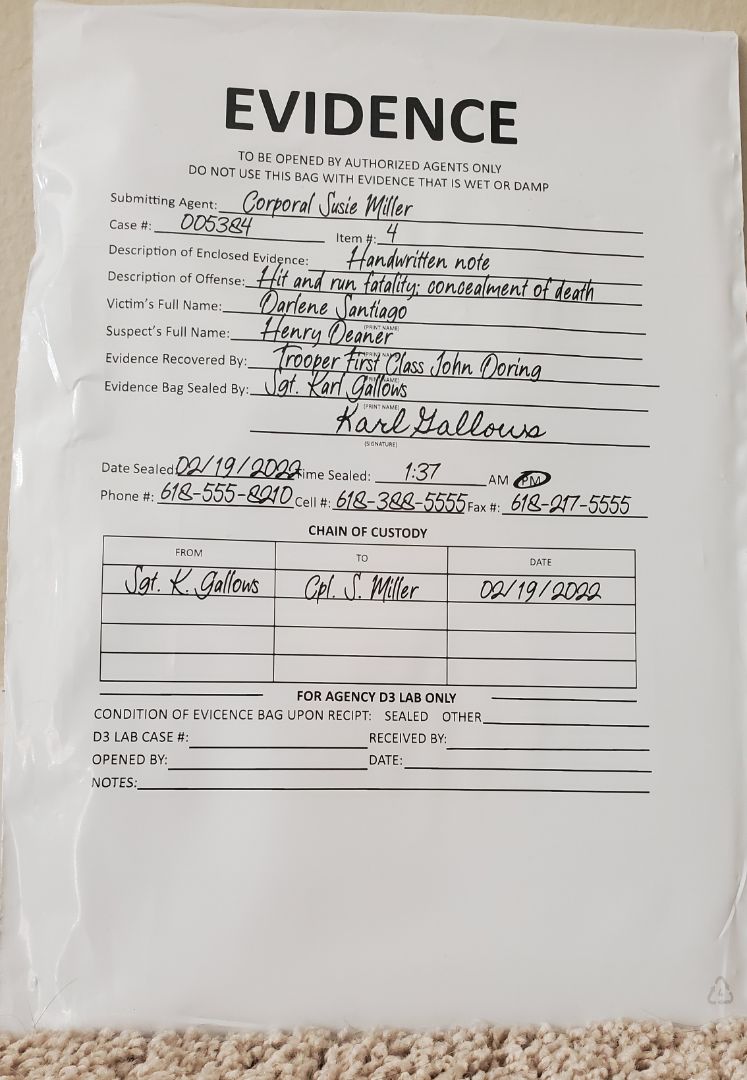 EVIDENCE
TO BE OPENED BY AUTHORIZED AGENTS ONLY
DO NOT USE THIS BAG WITH EVIDENCE THAT IS WET OR DAMP
Submitting Agent: Corporal Susie Miller
Case #: 005384 Item #: 4
Description of Enclosed Evidence: Handwritten note
Description of Offense: Hit and run fatality; concealment of death
Victim's Full Name: Darlene Santiago
(PRINT NAME)
Suspect's Full Name: Henry Deaner
(PRINT NAME)
Evidence Recovered By: Trooper First Class John Doring
(PRINT NAME)
Evidence Bag Sealed By: Sgt. Karl Gallows
(PRINT NAME)
Karl Gallows
(SIGNATURE)
Date Sealed 02/19/2022 Time Sealed: 1:37 AM PM
Phone #: 618-555-8210 Cell #: 618-388-5555 Fax #: 618-217-5555
CHAIN OF CUSTODY
FROM TO DATE
Sgt. K. Gallows Cpl. S. Miller 02/19/2022
FOR AGENCY D3 LAB ONLY
CONDITION OF EVICENCE BAG UPON RECIPT: SEALED OTHER
D3 LAB CASE #: RECEIVED BY:
OPENED BY: DATE:
NOTES:
4